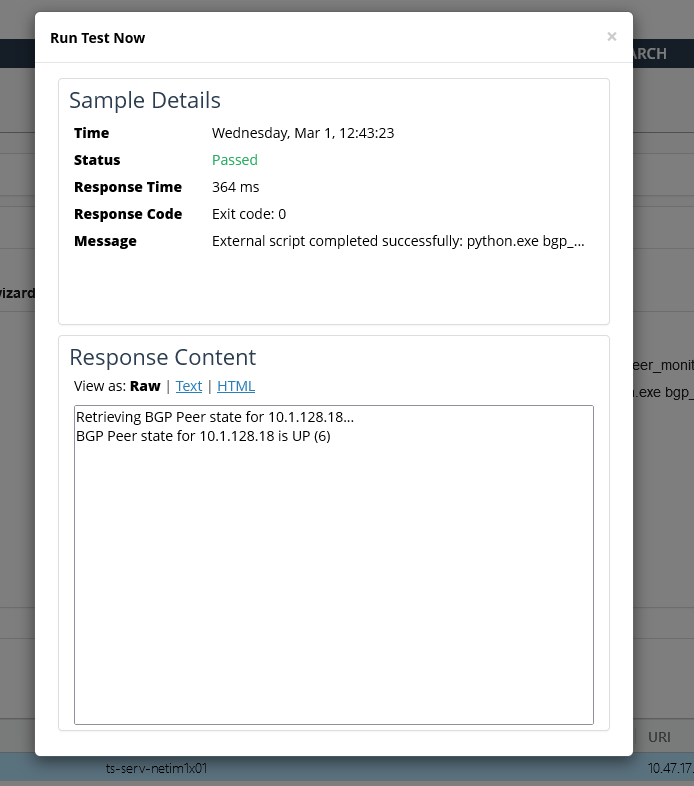 Run Test Now ×
ARCH
Sample Details
Time Wednesday, Mar 1, 12:43:23
Status Passed
Response Time 364 ms
Response Code Exit code: 0
Message External script completed successfully: python.exe bgp_...
vizard
Response Content
eer_monit
View as: Raw | Text | HTML
.exe bgp_
Retrieving BGP Peer state for 10.1.128.18...
BGP Peer state for 10.1.128.18 is UP (6)
URI
ts-serv-netim1x01 10.47.17.